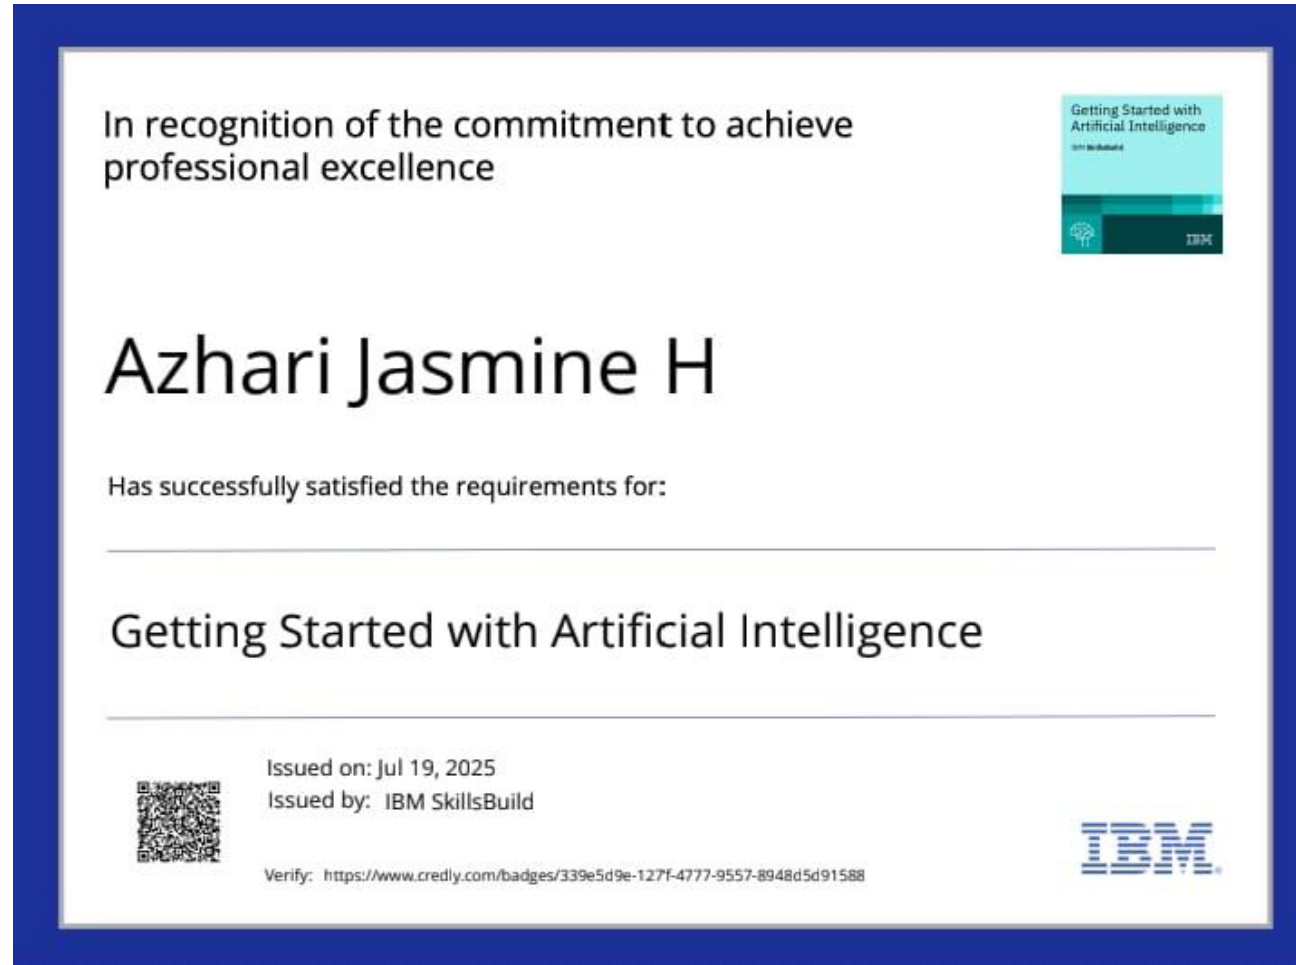 In recognition of the commitment to achieve
professional excellence
Getting Started with
Artificial Intelligence
IBM SkillsBuild
IBM
Azhari Jasmine H
Has successfully satisfied the requirements for:
Getting Started with Artificial Intelligence
Issued on: Jul 19, 2025
Issued by: IBM SkillsBuild
Verify: https://www.credly.com/badges/339e5d9e-127f-4777-9557-8948d5d91588
IBM.